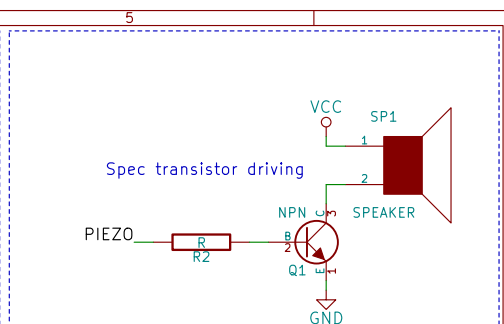 5
VCC
SP1
1
Spec transistor driving
2
NPN C 3 SPEAKER
PIEZO R B 2
R2
Q1 E 1
GND